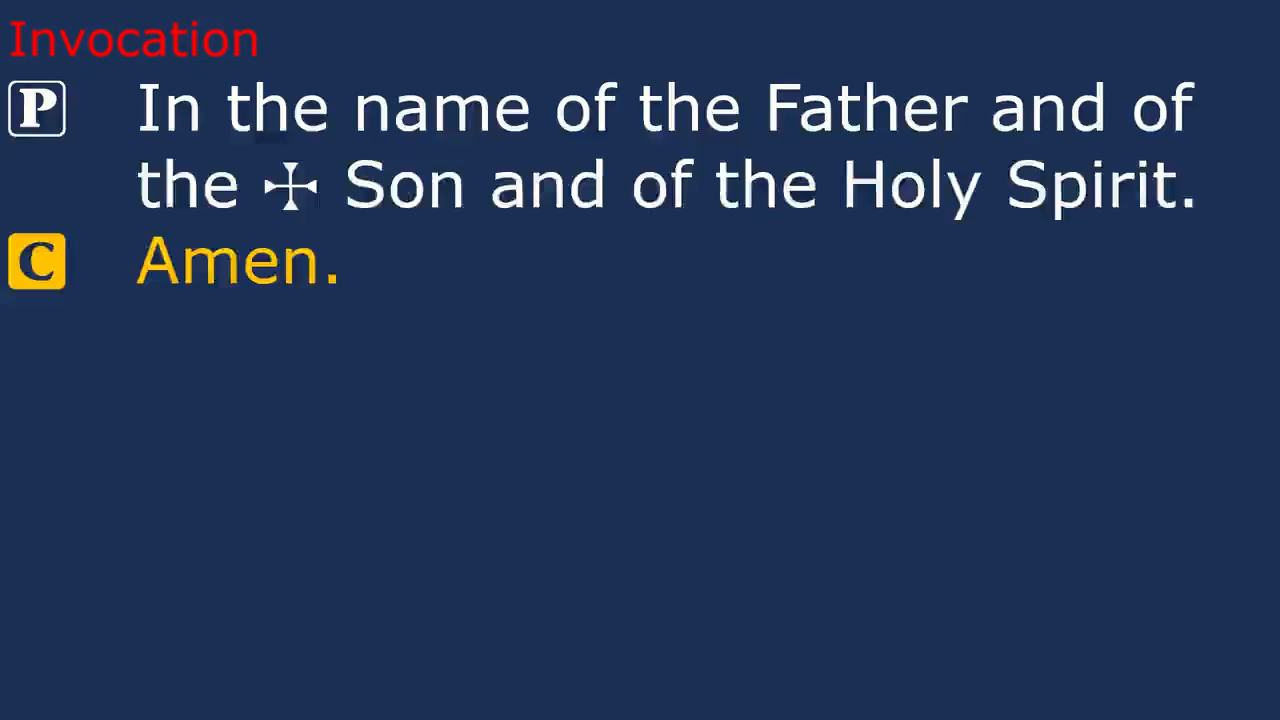 Invocation
P In the name of the Father and of
the ☩ Son and of the Holy Spirit.
C Amen.